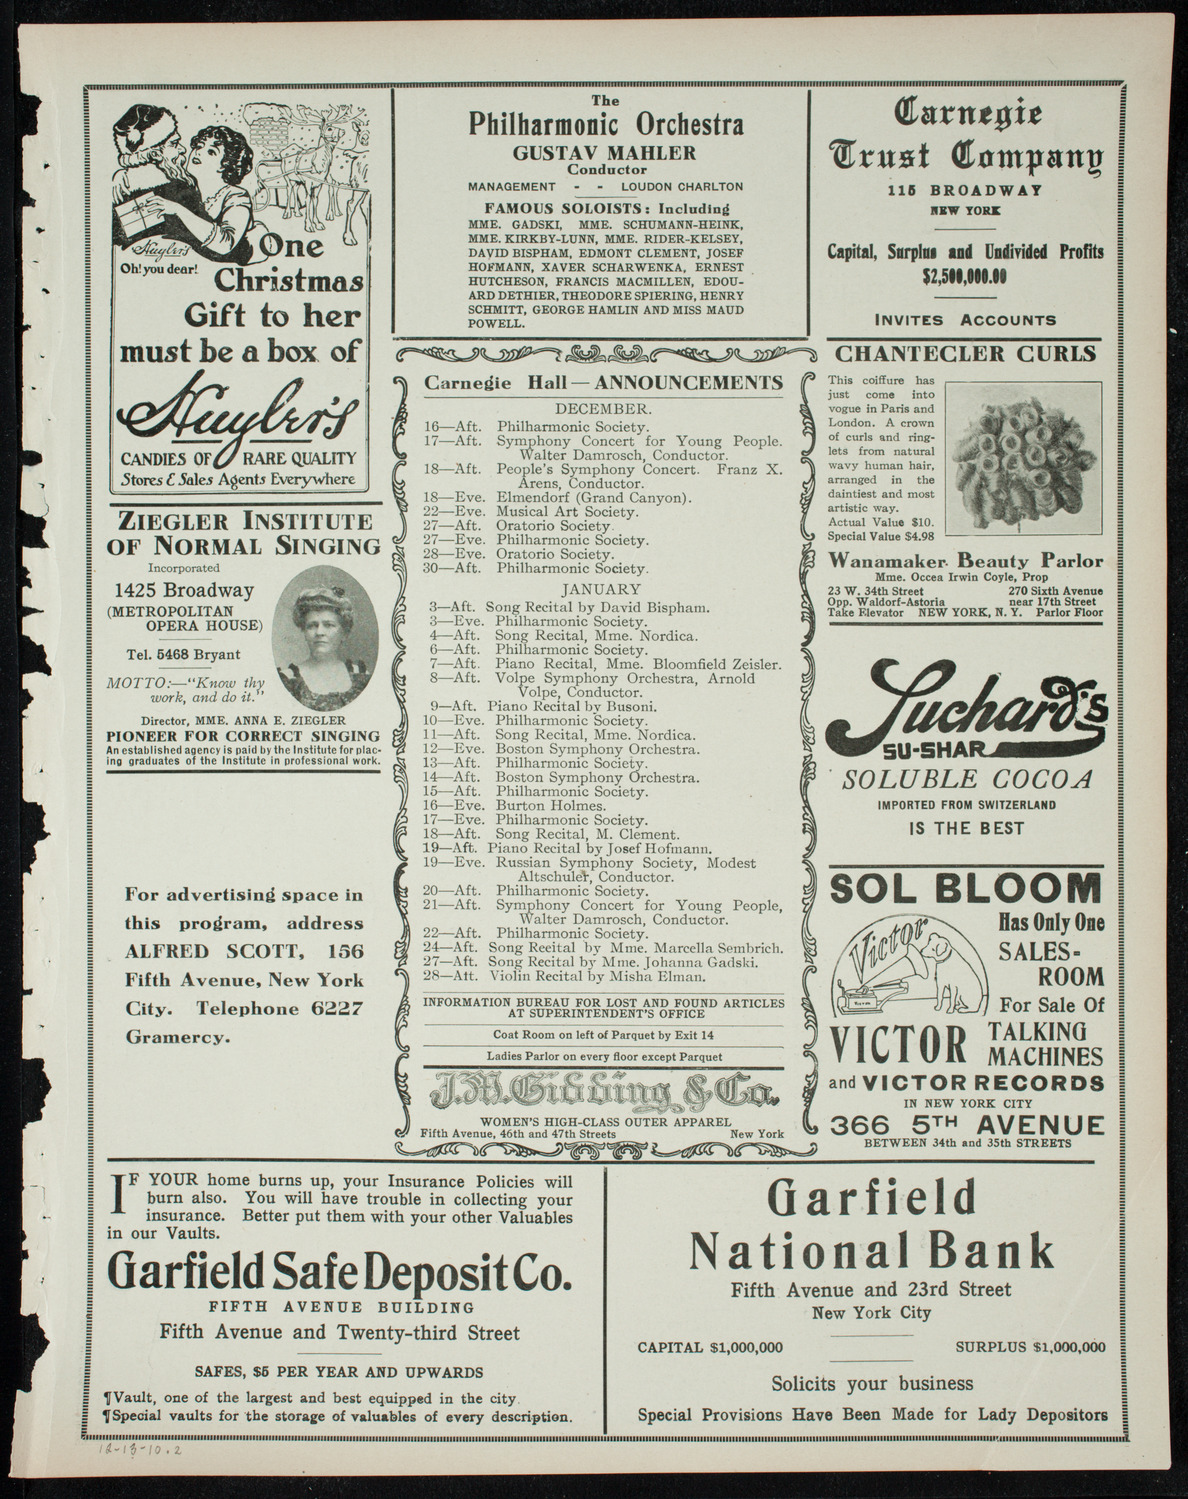 Huyler's
Oh! you dear!
One
Christmas
Gift to her
must be a box of
Huyler's
CANDIES OF RARE QUALITY
Stores & Sales Agents Everywhere
ZIEGLER INSTITUTE
OF NORMAL SINGING
Incorporated
1425 Broadway
(METROPOLITAN
OPERA HOUSE)
Tel. 5468 Bryant
MOTTO:—"Know thy
work, and do it."
Director, MME. ANNA E. ZIEGLER
PIONEER FOR CORRECT SINGING
An established agency is paid by the Institute for plac-
ing graduates of the Institute in professional work.
For advertising space in
this program, address
ALFRED SCOTT, 156
Fifth Avenue, New York
City. Telephone 6227
Gramercy.
The
Philharmonic Orchestra
GUSTAV MAHLER
Conductor
MANAGEMENT - - LOUDON CHARLTON
FAMOUS SOLOISTS: Including
MME. GADSKI, MME. SCHUMANN-HEINK,
MME. KIRKBY-LUNN, MME. RIDER-KELSEY,
DAVID BISPHAM, EDMONT CLEMENT, JOSEF
HOFMANN, XAVER SCHARWENKA, ERNEST
HUTCHESON, FRANCIS MACMILLEN, EDOU-
ARD DETHIER, THEODORE SPIERING, HENRY
SCHMITT, GEORGE HAMLIN AND MISS MAUD
POWELL.
Carnegie Hall—ANNOUNCEMENTS
DECEMBER.
16—Aft. Philharmonic Society.
17—Aft. Symphony Concert for Young People.
Walter Damrosch, Conductor.
18—Aft. People's Symphony Concert. Franz X.
Arens, Conductor.
18—Eve. Elmendorf (Grand Canyon).
22—Eve. Musical Art Society.
27—Aft. Oratorio Society.
27—Eve. Philharmonic Society.
28—Eve. Oratorio Society.
30—Aft. Philharmonic Society.
JANUARY
3—Aft. Song Recital by David Bispham.
3—Eve. Philharmonic Society.
4—Aft. Song Recital, Mme. Nordica.
6—Aft. Philharmonic Society.
7—Aft. Piano Recital, Mme. Bloomfield Zeisler.
8—Aft. Volpe Symphony Orchestra, Arnold
Volpe, Conductor.
9—Aft. Piano Recital by Busoni.
10—Eve. Philharmonic Society.
11—Aft. Song Recital, Mme. Nordica.
12—Eve. Boston Symphony Orchestra.
13—Aft. Philharmonic Society.
14—Aft. Boston Symphony Orchestra.
15—Aft. Philharmonic Society.
16—Eve. Burton Holmes.
17—Eve. Philharmonic Society.
18—Aft. Song Recital, M. Clement.
19—Aft. Piano Recital by Josef Hofmann.
19—Eve. Russian Symphony Society, Modest
Altschuler, Conductor.
20—Aft. Philharmonic Society.
21—Aft. Symphony Concert for Young People,
Walter Damrosch, Conductor.
22—Aft. Philharmonic Society.
24—Aft. Song Recital by Mme. Marcella Sembrich.
27—Aft. Song Recital by Mme. Johanna Gadski.
28—Aft. Violin Recital by Misha Elman.
INFORMATION BUREAU FOR LOST AND FOUND ARTICLES
AT SUPERINTENDENT'S OFFICE
Coat Room on left of Parquet by Exit 14
Ladies Parlor on every floor except Parquet
J.M. Gidding & Co.
WOMEN'S HIGH-CLASS OUTER APPAREL
Fifth Avenue, 46th and 47th Streets New York
Carnegie
Trust Company
115 BROADWAY
NEW YORK
Capital, Surplus and Undivided Profits
$2,500,000.00
INVITES ACCOUNTS
CHANTECLER CURLS
This coiffure has
just come into
vogue in Paris and
London. A crown
of curls and ring-
lets from natural
wavy human hair,
arranged in the
daintiest and most
artistic way.
Actual Value $10.
Special Value $4.98
Wanamaker Beauty Parlor
Mme. Occea Irwin Coyle, Prop
23 W. 34th Street 270 Sixth Avenue
Opp. Waldorf-Astoria near 17th Street
Take Elevator NEW YORK, N. Y. Parlor Floor
Suchard's
SU-SHAR
SOLUBLE COCOA
IMPORTED FROM SWITZERLAND
IS THE BEST
SOL BLOOM
Victor
Has Only One
SALES-
ROOM
For Sale Of
VICTOR TALKING
MACHINES
and VICTOR RECORDS
IN NEW YORK CITY
366 5TH AVENUE
BETWEEN 34th and 35th STREETS
IF YOUR home burns up, your Insurance Policies will
burn also. You will have trouble in collecting your
insurance. Better put them with your other Valuables
in our Vaults.
Garfield Safe Deposit Co.
FIFTH AVENUE BUILDING
Fifth Avenue and Twenty-third Street
SAFES, $5 PER YEAR AND UPWARDS
¶Vault, one of the largest and best equipped in the city.
¶Special vaults for the storage of valuables of every description.
Garfield
National Bank
Fifth Avenue and 23rd Street
New York City
CAPITAL $1,000,000 SURPLUS $1,000,000
Solicits your business
Special Provisions Have Been Made for Lady Depositors
12-13-10.2